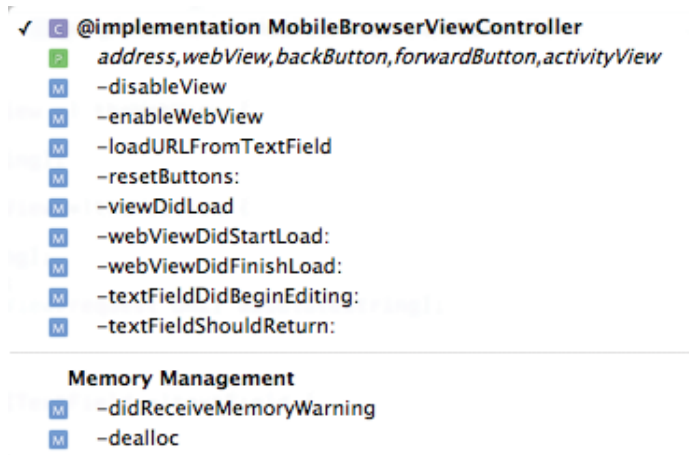 ✓ C @implementation MobileBrowserViewController
P address,webView,backButton,forwardButton,activityView
M -disableView
M -enableWebView
M -loadURLFromTextField
M -resetButtons:
M -viewDidLoad
M -webViewDidStartLoad:
M -webViewDidFinishLoad:
M -textFieldDidBeginEditing:
M -textFieldShouldReturn:
Memory Management
M -didReceiveMemoryWarning
M -dealloc